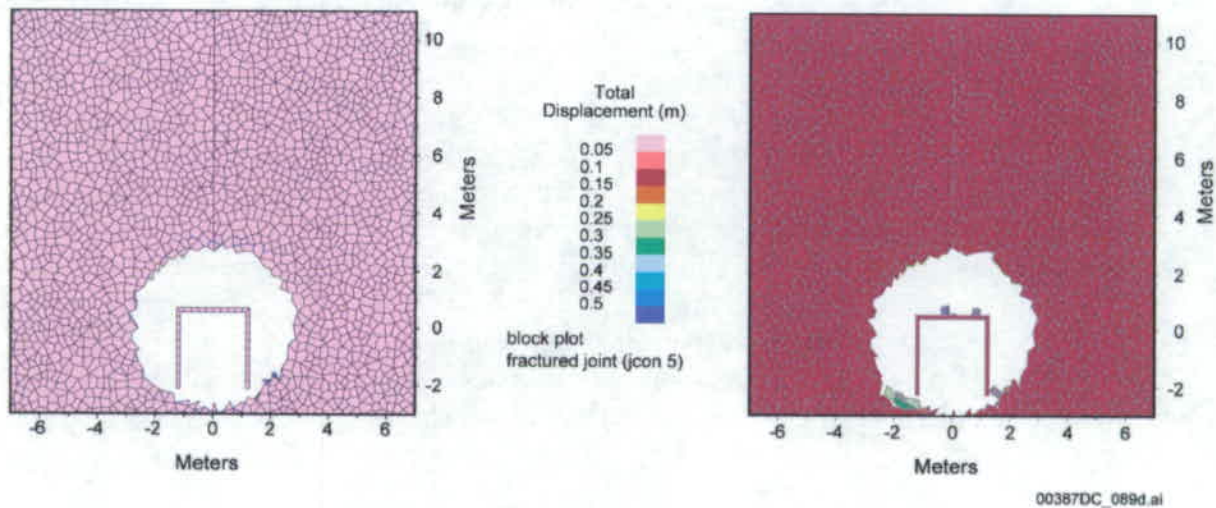 10
8
6
4
2
0
-2
Meters
-6 -4 -2 0 2 4 6
Meters
Total
Displacement (m)
0.05
0.1
0.15
0.2
0.25
0.3
0.35
0.4
0.45
0.5
block plot
fractured joint (jcon 5)
10
8
6
4
2
0
-2
Meters
-6 -4 -2 0 2 4 6
Meters
00387DC_089d.ai